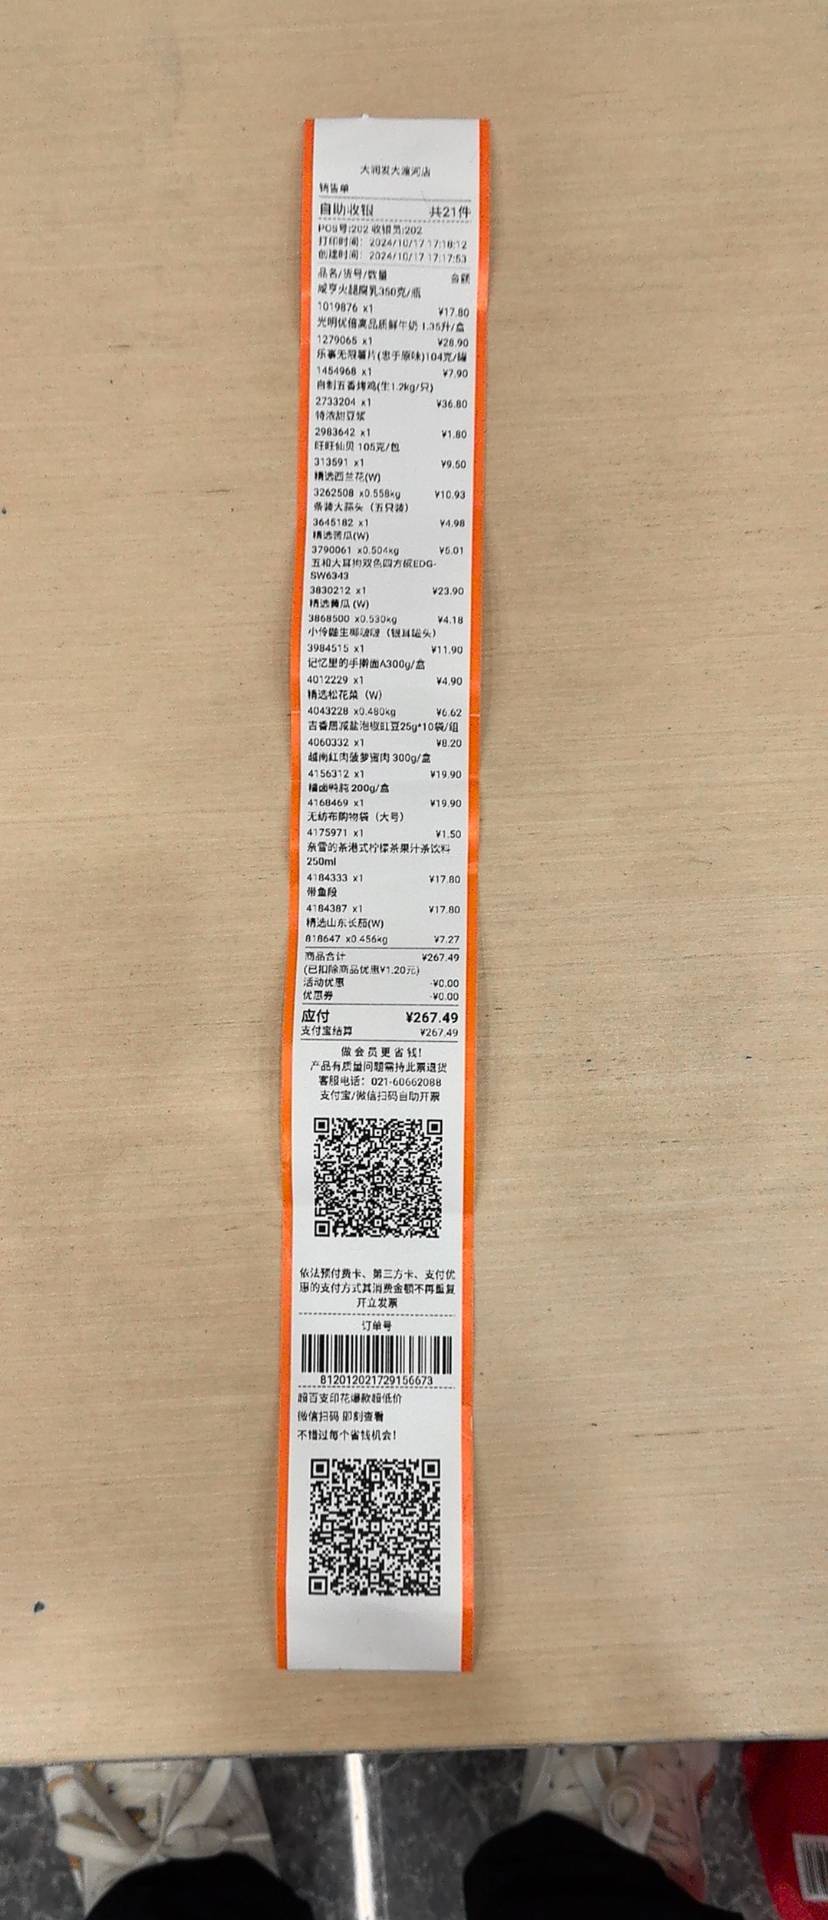 大润发大渡河店
销售单
自助收银 共21件
POS号:202 收银员:202
打印时间: 2024/10/17 17:18:12
创建时间: 2024/10/17 17:17:53
品名/货号/数量 金额
咸亨火腿腐乳350克/瓶
1019876 x1 ¥17.80
光明优倍高品质鲜牛奶 1.35升/盒
1279065 x1 ¥28.90
乐事无限薯片(忠于原味)104克/罐
1454968 x1 ¥7.90
自制五香烤鸡(生1.2kg/只)
2733204 x1 ¥36.80
特浓甜豆浆
2983642 x1 ¥1.80
旺旺仙贝 105克/包
313591 x1 ¥9.50
精选西兰花(W)
3262508 x0.558kg ¥10.93
条装大蒜头（五只装）
3645182 x1 ¥4.98
精选苦瓜(W)
3790061 x0.504kg ¥5.01
五和大耳狗双色四方碗EDG-
SW6343
3830212 x1 ¥23.90
精选黄瓜 (W)
3868500 x0.530kg ¥4.18
小伶鼬生椰啵啵（银耳罐头）
3984515 x1 ¥11.90
记忆里的手擀面A300g/盒
4012229 x1 ¥4.90
精选松花菜（W）
4043228 x0.480kg ¥6.62
吉香居减盐泡椒豇豆25g*10袋/组
4060332 x1 ¥8.20
越南红肉菠萝蜜肉 300g/盒
4156312 x1 ¥19.90
糟卤鸭肫 200g/盒
4168469 x1 ¥19.90
无纺布购物袋（大号）
4175971 x1 ¥1.50
奈雪的茶港式柠檬茶果汁茶饮料
250ml
4184333 x1 ¥17.80
带鱼段
4184387 x1 ¥17.80
精选山东长茄(W)
818647 x0.456kg ¥7.27
商品合计 ¥267.49
(已扣除商品优惠¥1.20元)
活动优惠 -¥0.00
优惠券 -¥0.00
应付 ¥267.49
支付宝结算 ¥267.49
做会员更省钱!
产品有质量问题需持此票退货
客服电话：021-60662088
支付宝/微信扫码自助开票
依法预付费卡、第三方卡、支付优
惠的支付方式其消费金额不再重复
开立发票
订单号
812012021729156673
超百支印花爆款超低价
微信扫码 即刻查看
不错过每个省钱机会!